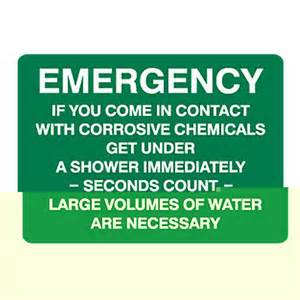 EMERGENCY
IF YOU COME IN CONTACT
WITH CORROSIVE CHEMICALS
GET UNDER
A SHOWER IMMEDIATELY
– SECONDS COUNT –
LARGE VOLUMES OF WATER
ARE NECESSARY